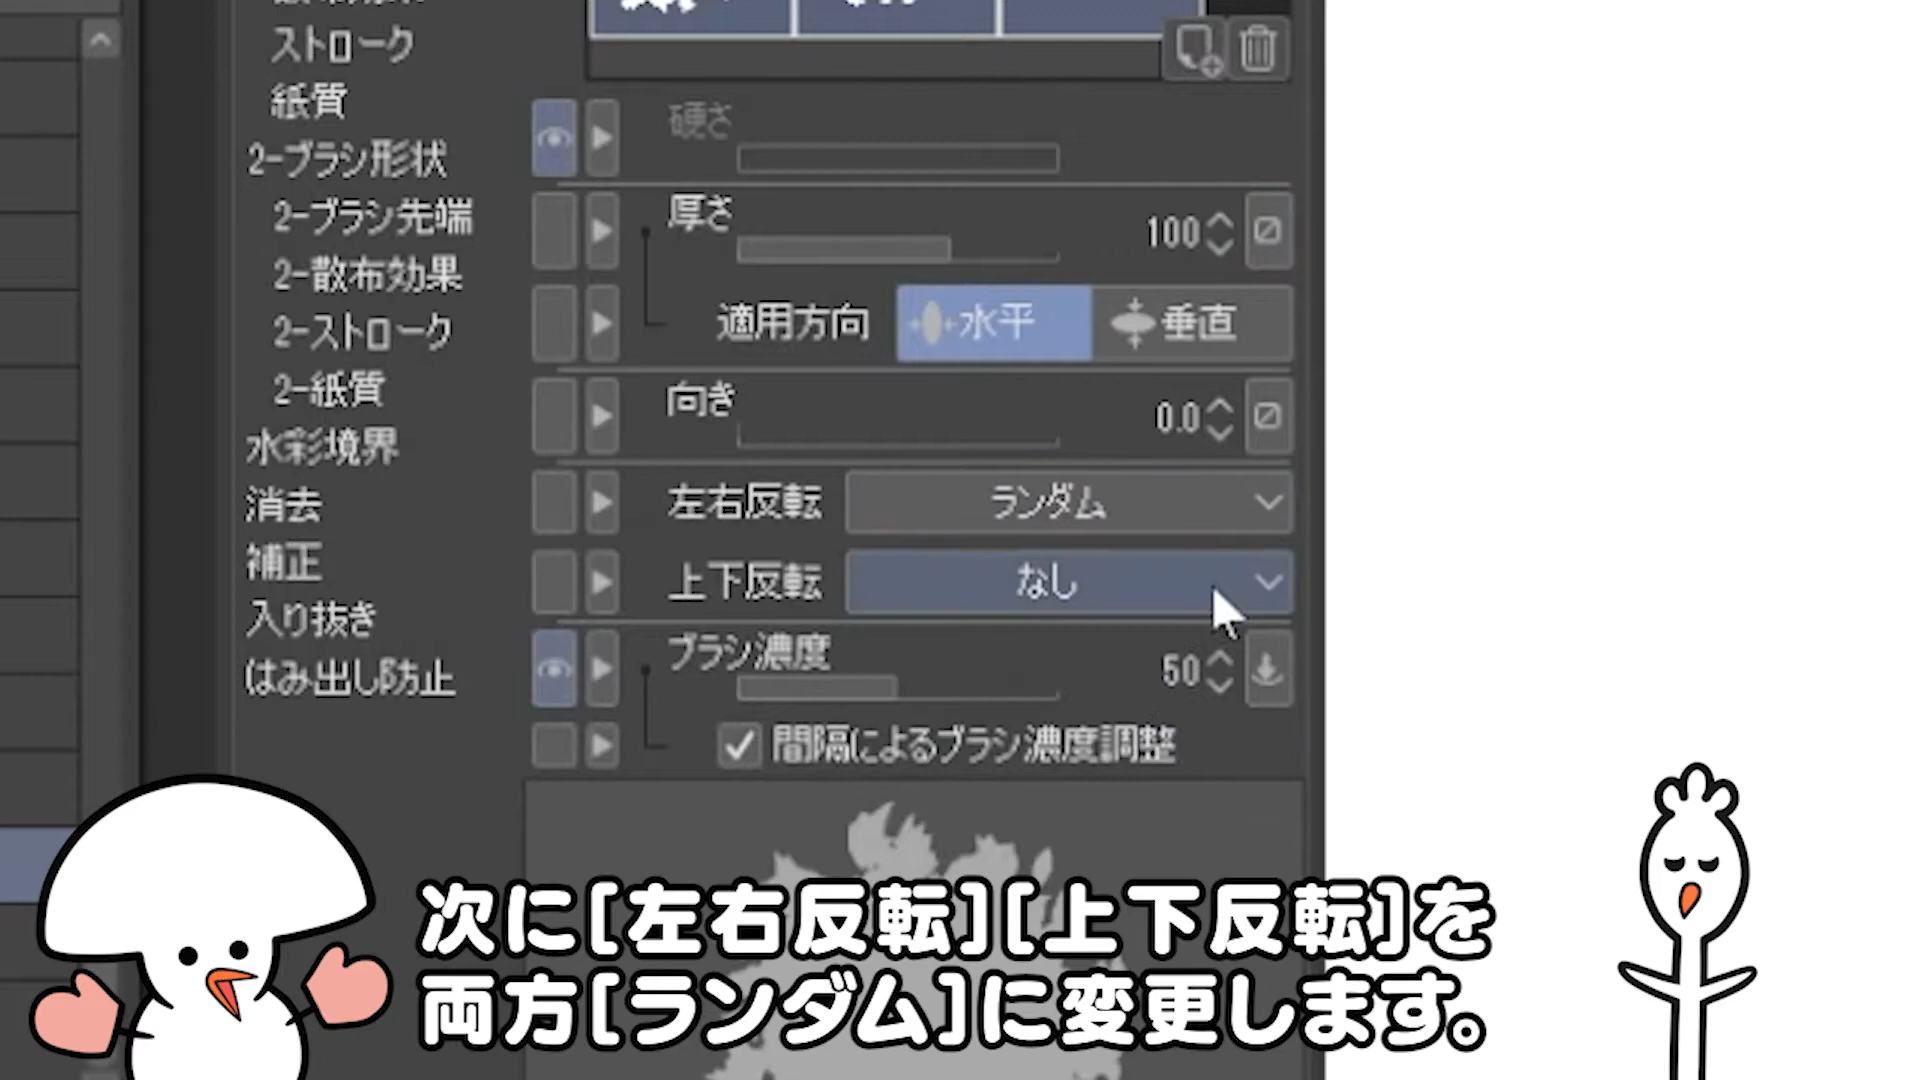 ストローク
紙質
2-ブラシ形状
2-ブラシ先端
2-散布効果
2-ストローク
2-紙質
水彩境界
消去
補正
入り抜き
はみ出し防止
硬さ
厚さ 100
適用方向 水平 垂直
向き 0.0
左右反転 ランダム
上下反転 なし
ブラシ濃度 50
間隔によるブラシ濃度調整
次に[左右反転][上下反転]を
両方[ランダム]に変更します。